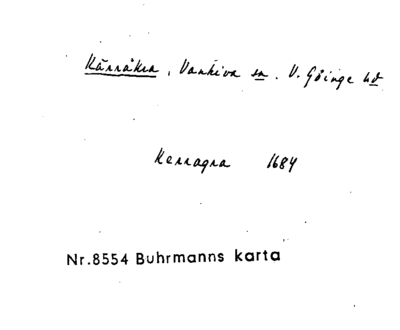 Kärråkra, Vankiva sn. V. Göinge hd
Kerragra 1684
Nr.8554 Buhrmanns karta